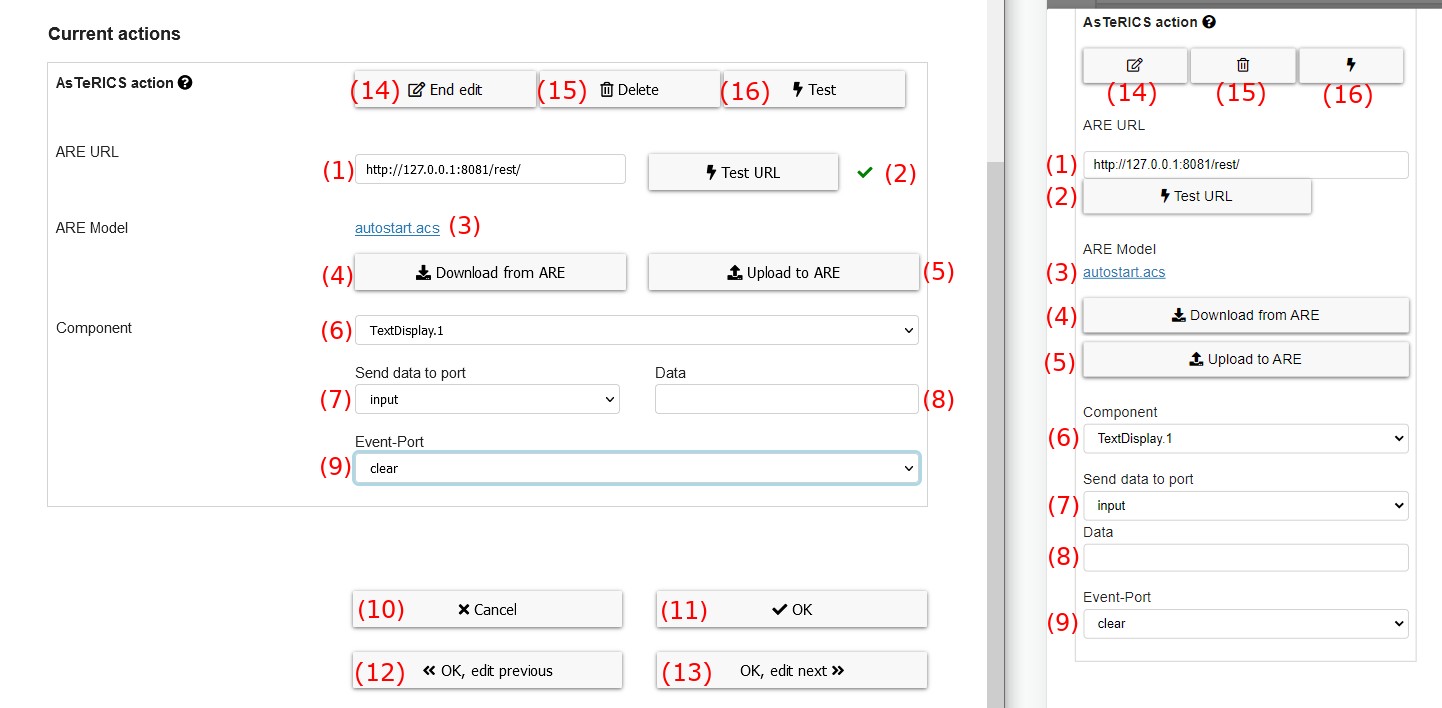 Current actions
AsTeRICS action
(14) End edit (15) Delete (16) Test
ARE URL
(1) http://127.0.0.1:8081/rest/ Test URL (2)
ARE Model autostart.acs (3)
(4) Download from ARE Upload to ARE (5)
Component (6) TextDisplay.1
Send data to port Data
(7) input (8)
Event-Port
(9) clear
(10) Cancel (11) OK
(12) OK, edit previous (13) OK, edit next
AsTeRICS action
(14) (15) (16)
ARE URL
(1) http://127.0.0.1:8081/rest/
(2) Test URL
ARE Model
(3) autostart.acs
(4) Download from ARE
(5) Upload to ARE
Component
(6) TextDisplay.1
Send data to port
(7) input
Data
(8)
Event-Port
(9) clear